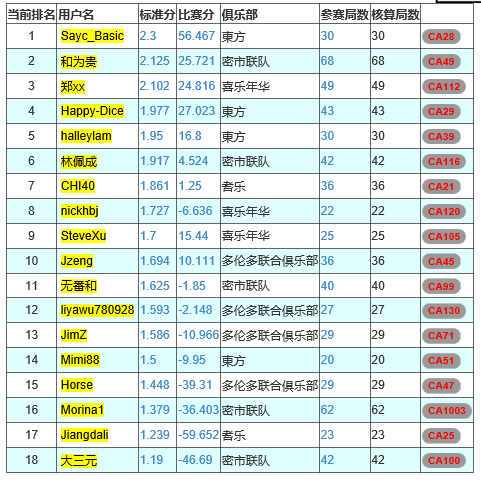 当前排名 用户名 标准分 比赛分 俱乐部 参赛局数 核算局数
1 Sayc_Basic 2.3 56.467 東方 30 30 CA28
2 和为贵 2.125 25.721 密市联队 68 68 CA49
3 郑xx 2.102 24.816 喜乐年华 49 49 CA112
4 Happy-Dice 1.977 27.023 東方 43 43 CA29
5 halleylam 1.95 16.8 東方 30 30 CA39
6 林佩成 1.917 4.524 密市联队 42 42 CA116
7 CHI40 1.861 1.25 耆乐 36 36 CA21
8 nickhbj 1.727 -6.636 喜乐年华 22 22 CA120
9 SteveXu 1.7 15.44 喜乐年华 25 25 CA105
10 Jzeng 1.694 10.111 多伦多联合俱乐部 36 36 CA45
11 无番和 1.625 -1.85 密市联队 40 40 CA99
12 liyawu780928 1.593 -2.148 多伦多联合俱乐部 27 27 CA130
13 JimZ 1.586 -10.966 多伦多联合俱乐部 29 29 CA71
14 Mimi88 1.5 -9.95 東方 20 20 CA51
15 Horse 1.448 -39.31 多伦多联合俱乐部 29 29 CA47
16 Morina1 1.379 -36.403 密市联队 62 62 CA1003
17 Jiangdali 1.239 -59.652 耆乐 23 23 CA25
18 大三元 1.19 -46.69 密市联队 42 42 CA100